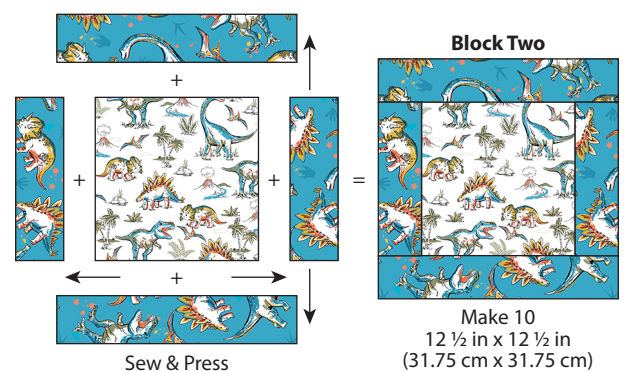 Block Two
+
+
+
=
+
Sew & Press
Make 10
12 ½ in x 12 ½ in
(31.75 cm x 31.75 cm)